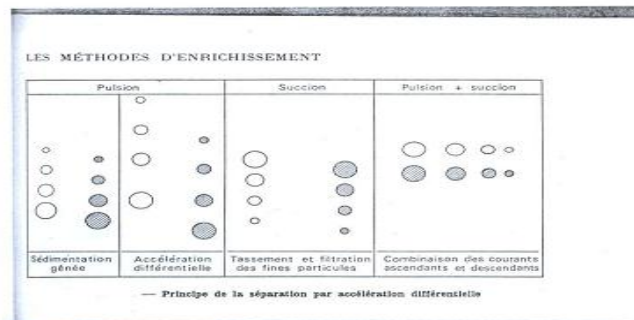 LES MÉTHODES D'ENRICHISSEMENT
Pulsion
Succion
Pulsion + succion
Sédimentation
gênée
Accélération
différentielle
Tassement et filtration
des fines particules
Combinaison des courants
ascendants et descendants
— Principe de la séparation par accélération différentielle